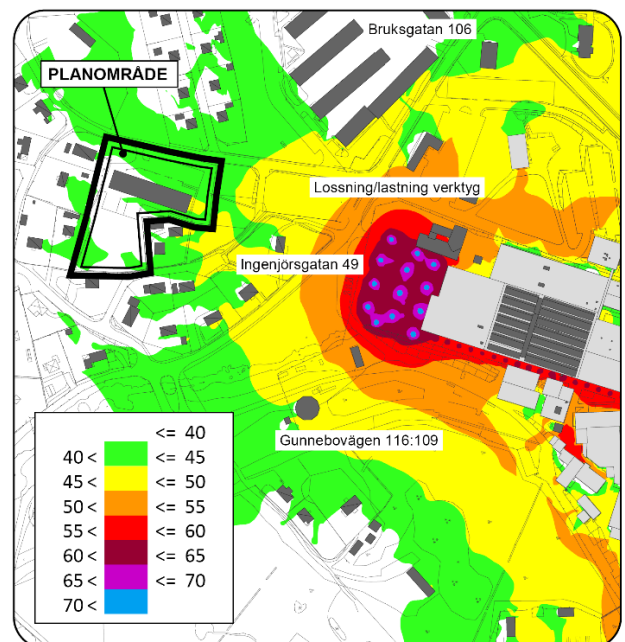 Bruksgatan 106
PLANOMRÅDE
Lossning/lastning verktyg
Ingenjörsgatan 49
Gunnebovägen 116:109
<= 40
40 < <= 45
45 < <= 50
50 < <= 55
55 < <= 60
60 < <= 65
65 < <= 70
70 <